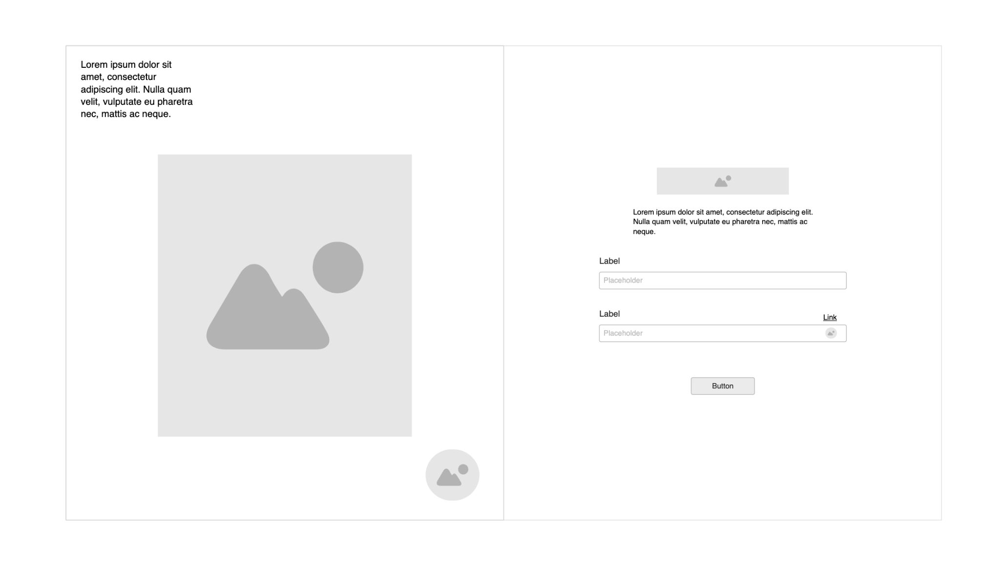 Lorem ipsum dolor sit
amet, consectetur
adipiscing elit. Nulla quam
velit, vulputate eu pharetra
nec, mattis ac neque.
Lorem ipsum dolor sit amet, consectetur adipiscing elit.
Nulla quam velit, vulputate eu pharetra nec, mattis ac
neque.
Label
Placeholder
Label
Link
Placeholder
Button